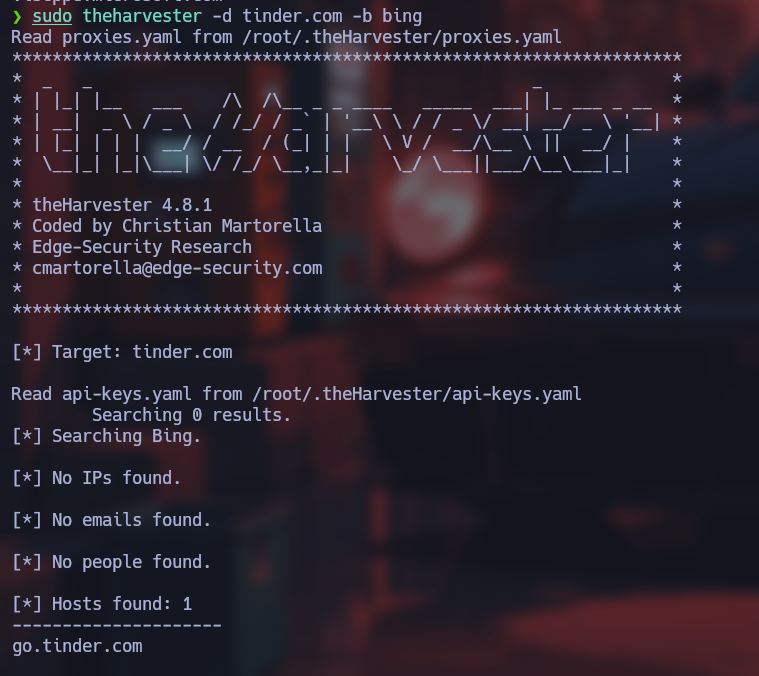 ❯ sudo theharvester -d tinder.com -b bing
Read proxies.yaml from /root/.theHarvester/proxies.yaml
*******************************************************************
*  _   _                                            _             *
* | |_| |__   ___    /\  /\__ _ _ ____   _____  ___| |_ ___ _ __  *
* | __|  _ \ / _ \  / /_/ / _` | '__\ \ / / _ \/ __| __/ _ \ '__| *
* | |_| | | |  __/ / __  / (_| | |   \ V /  __/\__ \ ||  __/ |    *
*  \__|_| |_|\___| \/ /_/ \__,_|_|    \_/ \___||___/\__\___|_|    *
*                                                                 *
* theHarvester 4.8.1                                              *
* Coded by Christian Martorella                                   *
* Edge-Security Research                                          *
* cmartorella@edge-security.com                                   *
*                                                                 *
*******************************************************************
[*] Target: tinder.com
Read api-keys.yaml from /root/.theHarvester/api-keys.yaml
        Searching 0 results.
[*] Searching Bing.
[*] No IPs found.
[*] No emails found.
[*] No people found.
[*] Hosts found: 1
---------------------
go.tinder.com